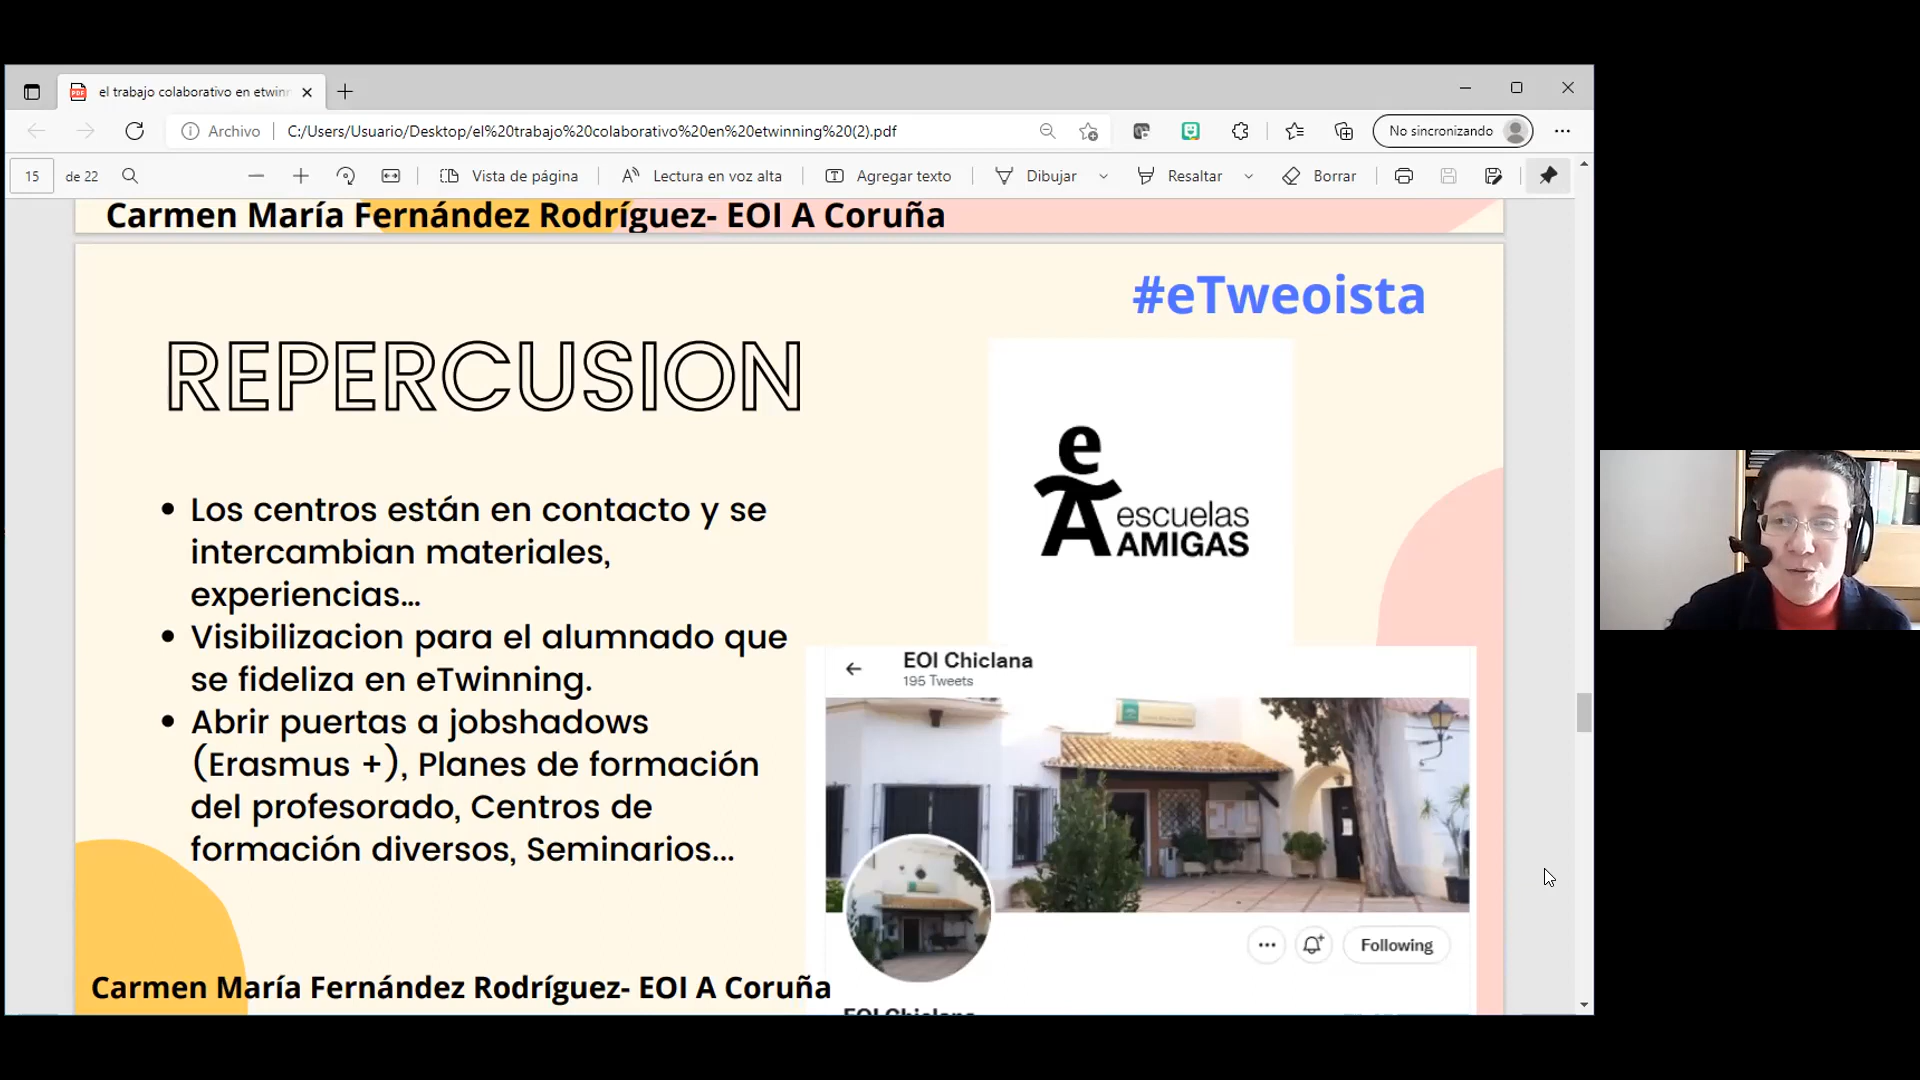 el trabajo colaborativo en etwinn
Archivo
C:/Users/Usuario/Desktop/el%20trabajo%20colaborativo%20en%20etwinning%20(2).pdf
No sincronizando
15 de 22
Vista de página
Lectura en voz alta
Agregar texto
Dibujar
Resaltar
Borrar
Carmen María Fernández Rodríguez- EOI A Coruña
#eTweoista
REPERCUSION
• Los centros están en contacto y se
intercambian materiales,
experiencias...
• Visibilizacion para el alumnado que
se fideliza en eTwinning.
• Abrir puertas a jobshadows
(Erasmus +), Planes de formación
del profesorado, Centros de
formación diversos, Seminarios...
e
A escuelas
AMIGAS
EOI Chiclana
195 Tweets
Following
Carmen María Fernández Rodríguez- EOI A Coruña
EOI Chiclana